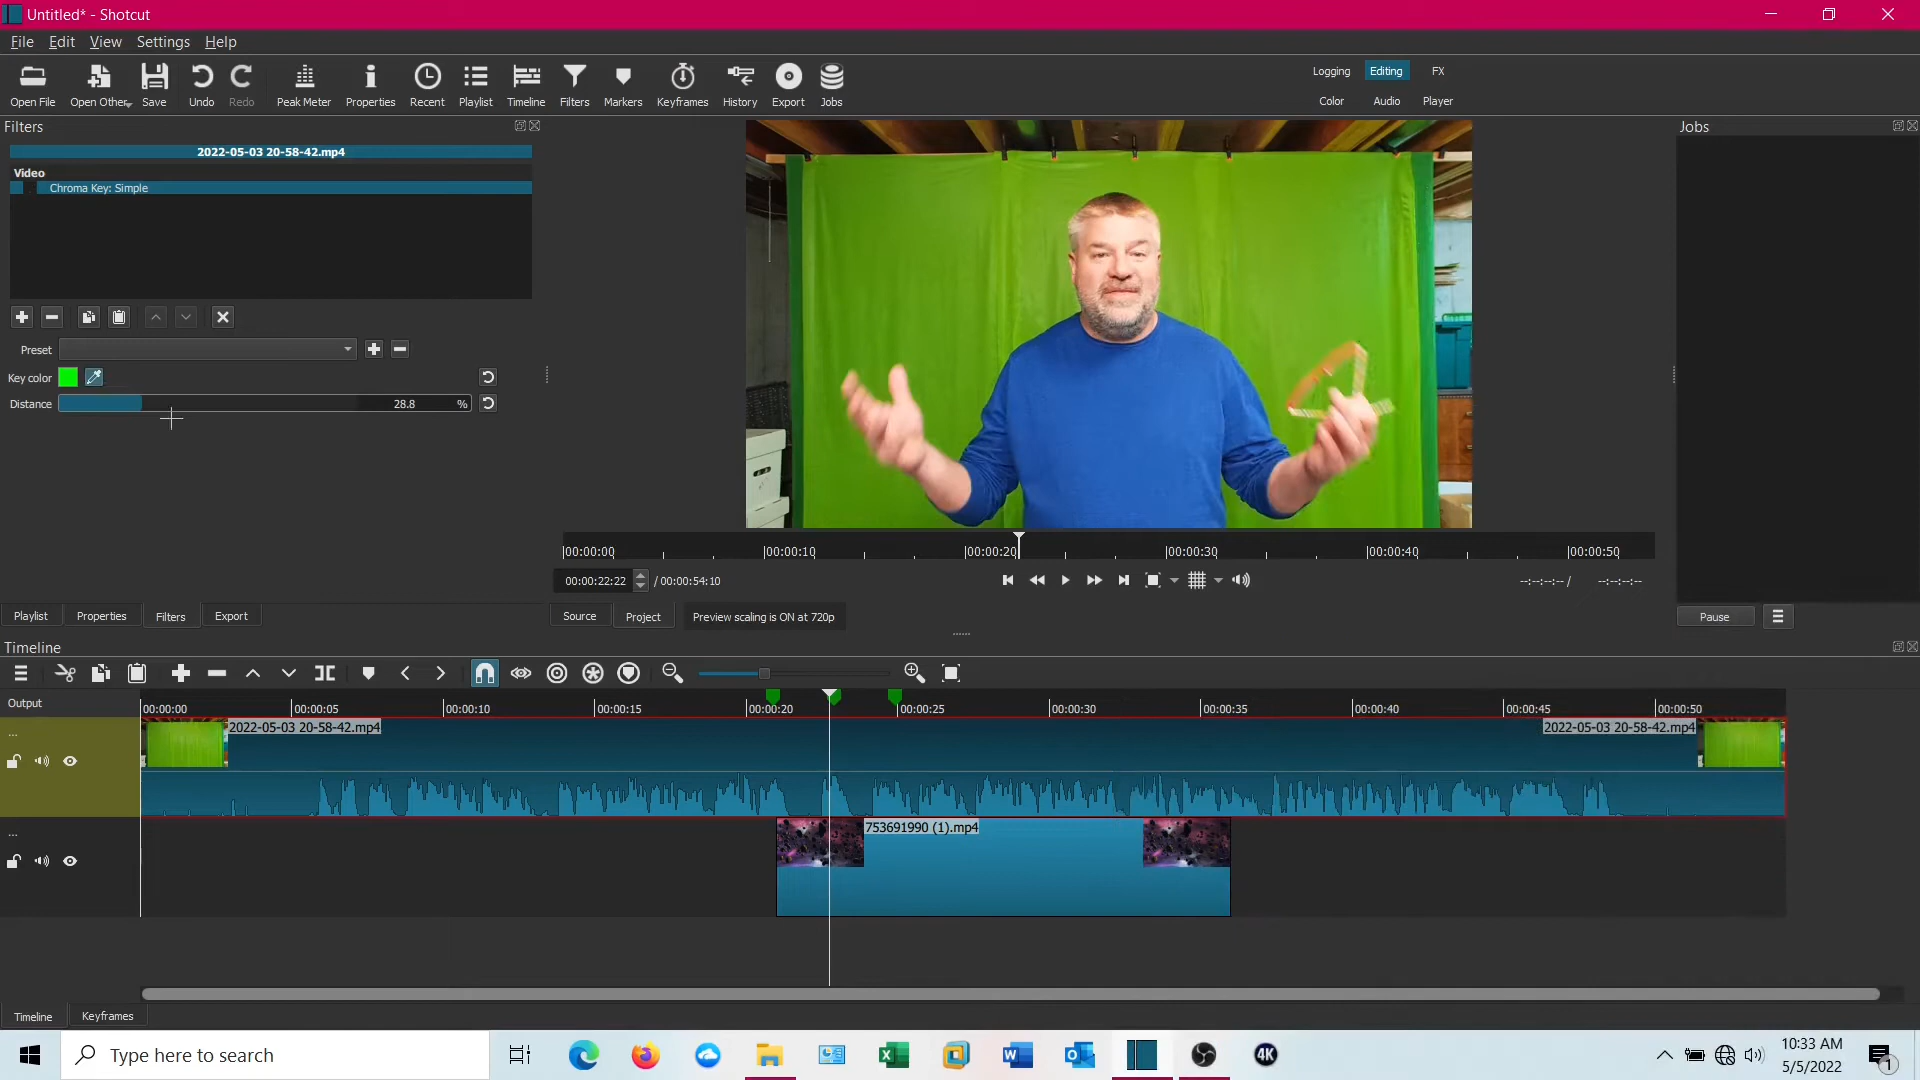 Untitled* - Shotcut
File Edit View Settings Help
Open File Open Other Save Undo Redo Peak Meter Properties Recent Playlist Timeline Filters Markers Keyframes History Export Jobs
Logging Editing FX
Color Audio Player
Filters
Jobs
2022-05-03 20-58-42.mp4
Video
Chroma Key: Simple
Preset
Key color
Distance 28.8 %
00:00:00 00:00:10 00:00:20 00:00:30 00:00:40 00:00:50
00:00:22:22 / 00:00:54:10
--:--:--:-- / --:--:--:--
Playlist Properties Filters Export
Source Project Preview scaling is ON at 720p
Pause
Timeline
Output
00:00:00 00:00:05 00:00:10 00:00:15 00:00:20 00:00:25 00:00:30 00:00:35 00:00:40 00:00:45 00:00:50
... 2022-05-03 20-58-42.mp4 2022-05-03 20-58-42.mp4
... 753691990 (1).mp4
Timeline Keyframes
Type here to search
4K
10:33 AM
5/5/2022
1